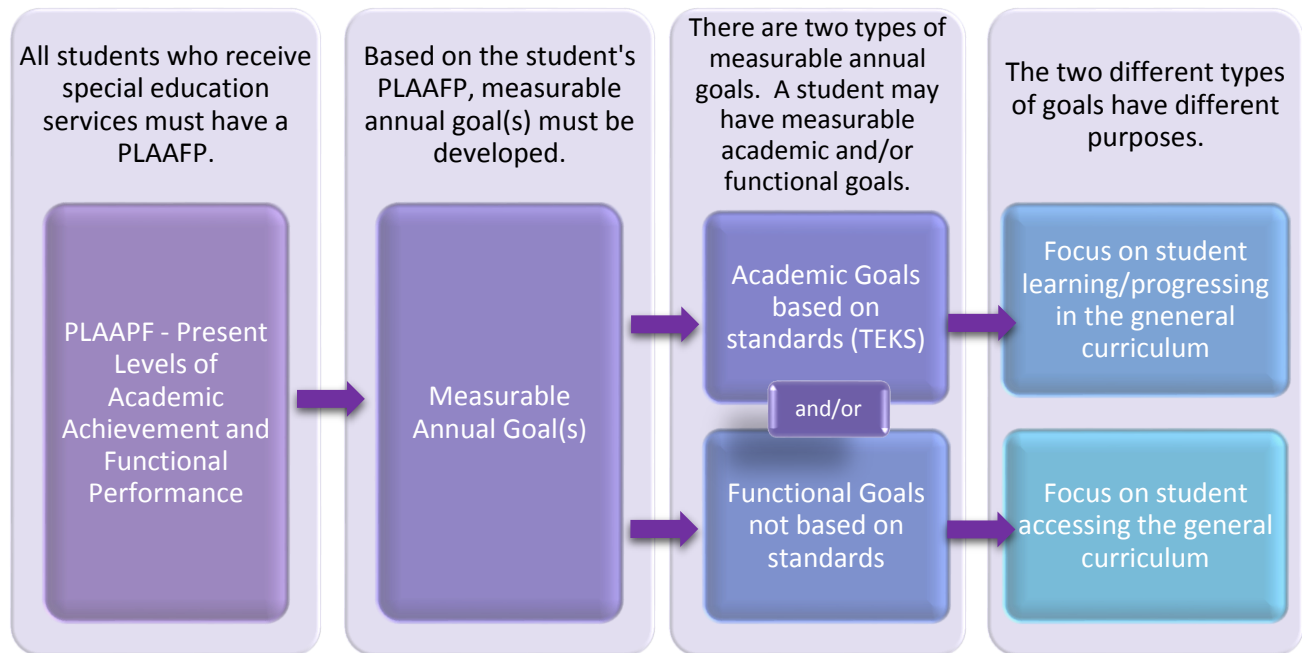 All students who receive
special education
services must have a
PLAAFP.
PLAAPF - Present
Levels of
Academic
Achievement and
Functional
Performance
Based on the student's
PLAAFP, measurable
annual goal(s) must be
developed.
Measurable
Annual Goal(s)
There are two types of
measurable annual
goals.  A student may
have measurable
academic and/or
functional goals.
Academic Goals
based on
standards (TEKS)
and/or
Functional Goals
not based on
standards
The two different types
of goals have different
purposes.
Focus on student
learning/progressing
in the gneneral
curriculum
Focus on student
accessing the general
curriculum